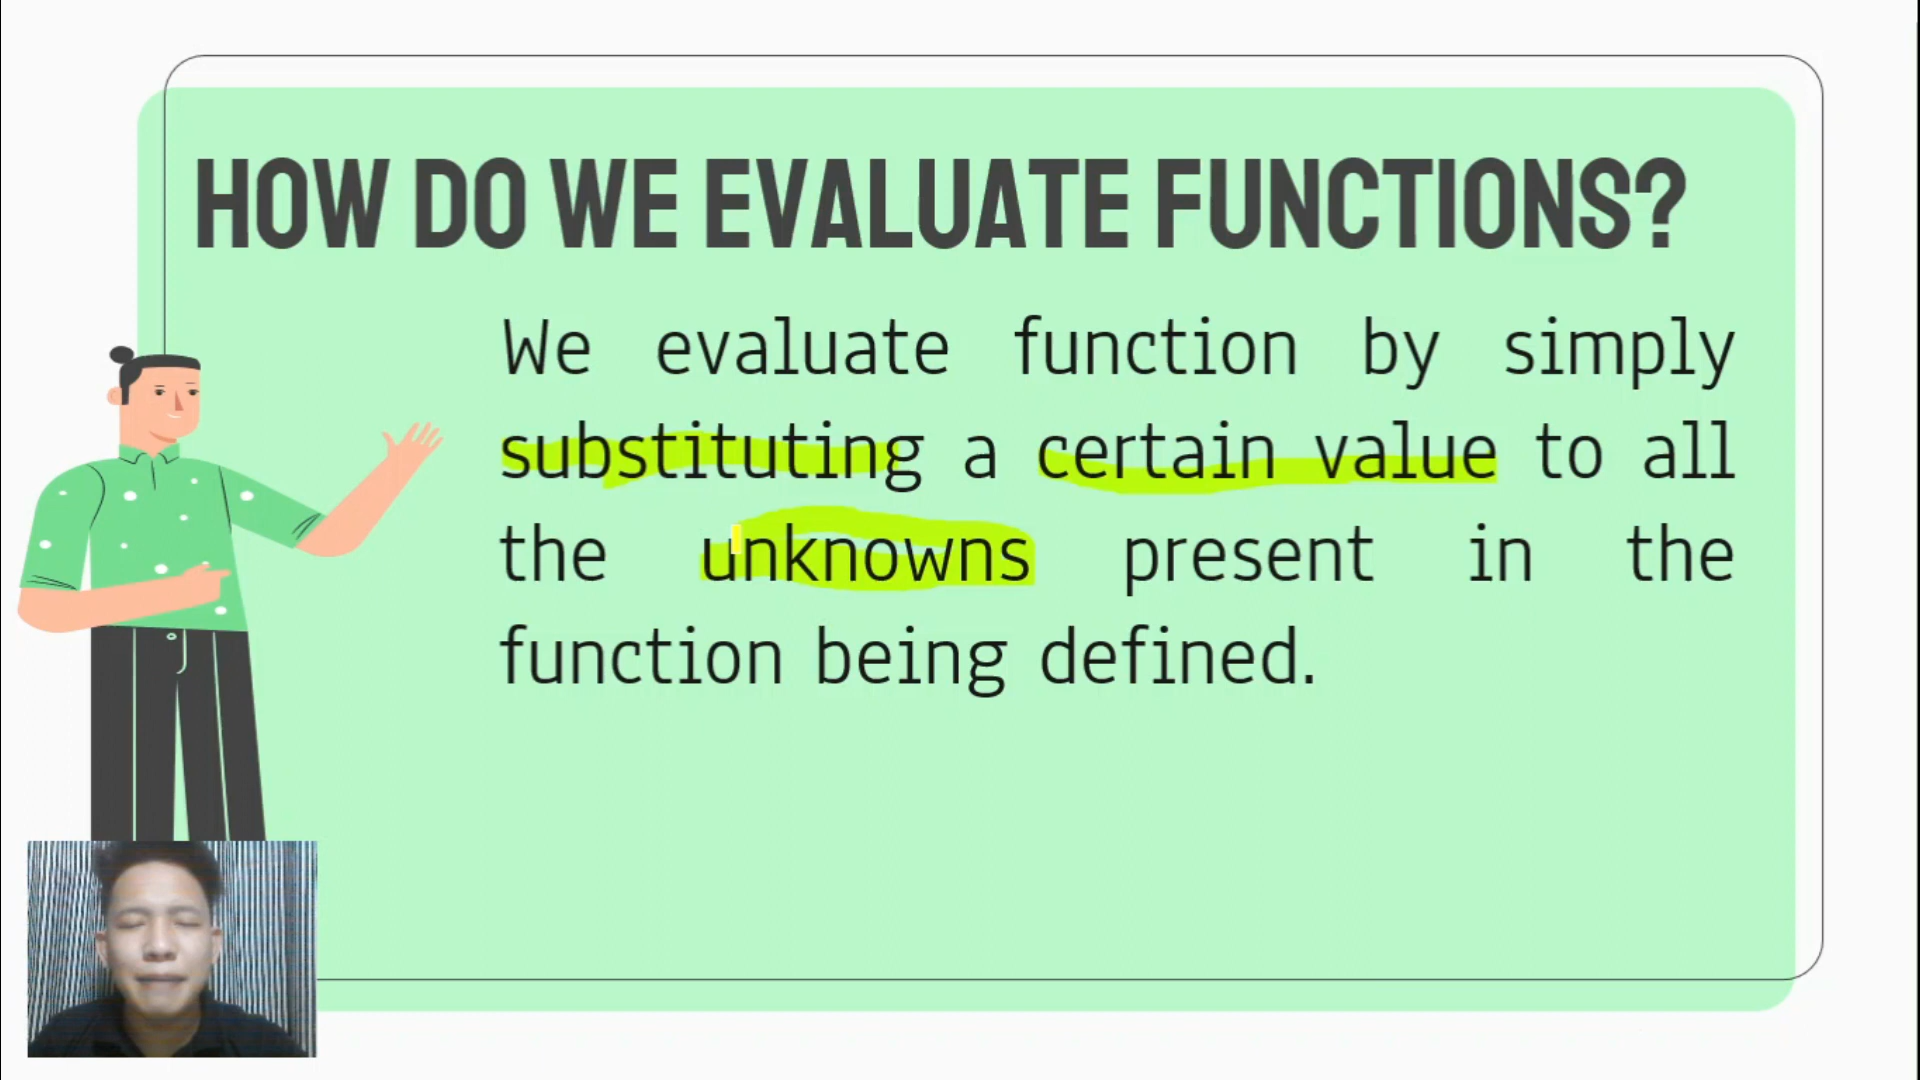 HOW DO WE EVALUATE FUNCTIONS?
We evaluate function by simply
substituting a certain value to all
the unknowns present in the
function being defined.